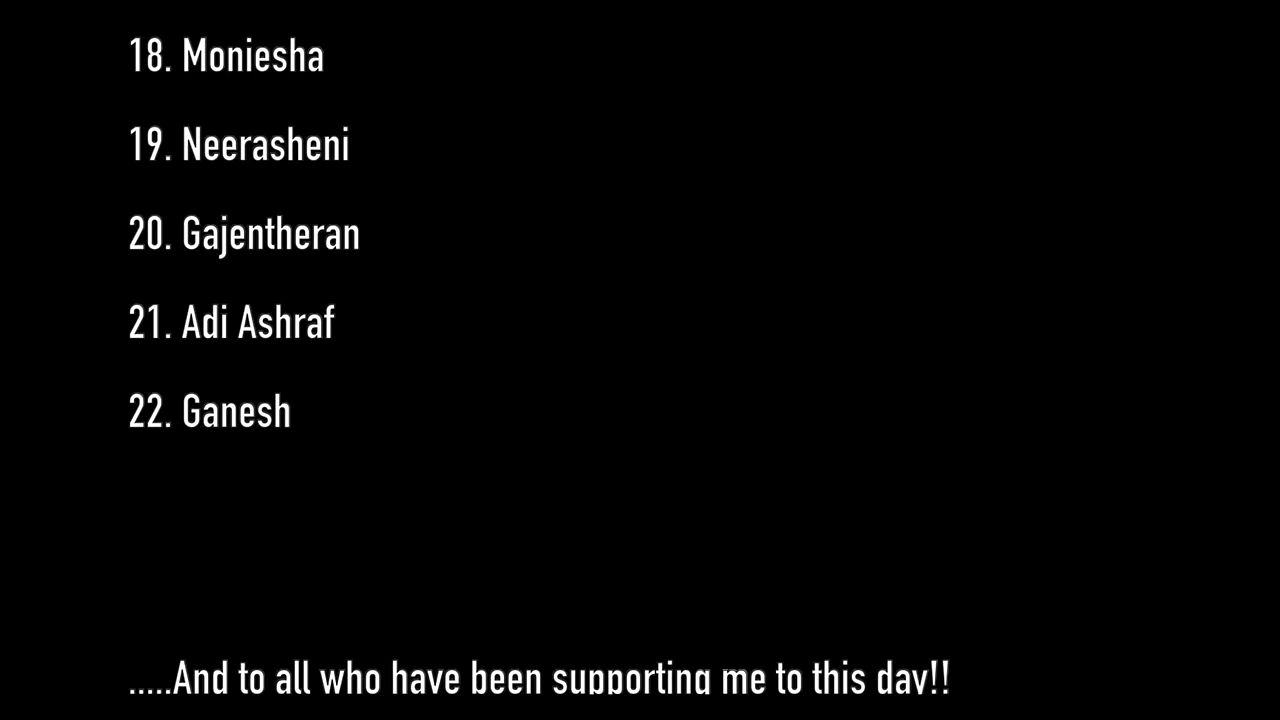 18. Moniesha
19. Neerasheni
20. Gajentheran
21. Adi Ashraf
22. Ganesh
.....And to all who have been supporting me to this day!!